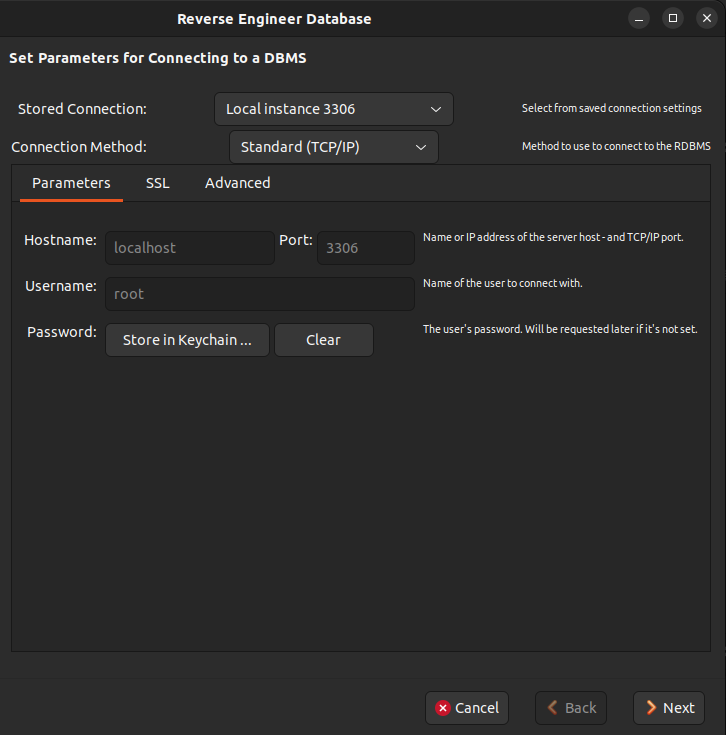 Reverse Engineer Database
Set Parameters for Connecting to a DBMS
Stored Connection: Local instance 3306 Select from saved connection settings
Connection Method: Standard (TCP/IP) Method to use to connect to the RDBMS
Parameters SSL Advanced
Hostname: localhost Port: 3306 Name or IP address of the server host - and TCP/IP port.
Username: root Name of the user to connect with.
Password: Store in Keychain ... Clear The user's password. Will be requested later if it's not set.
Cancel Back Next